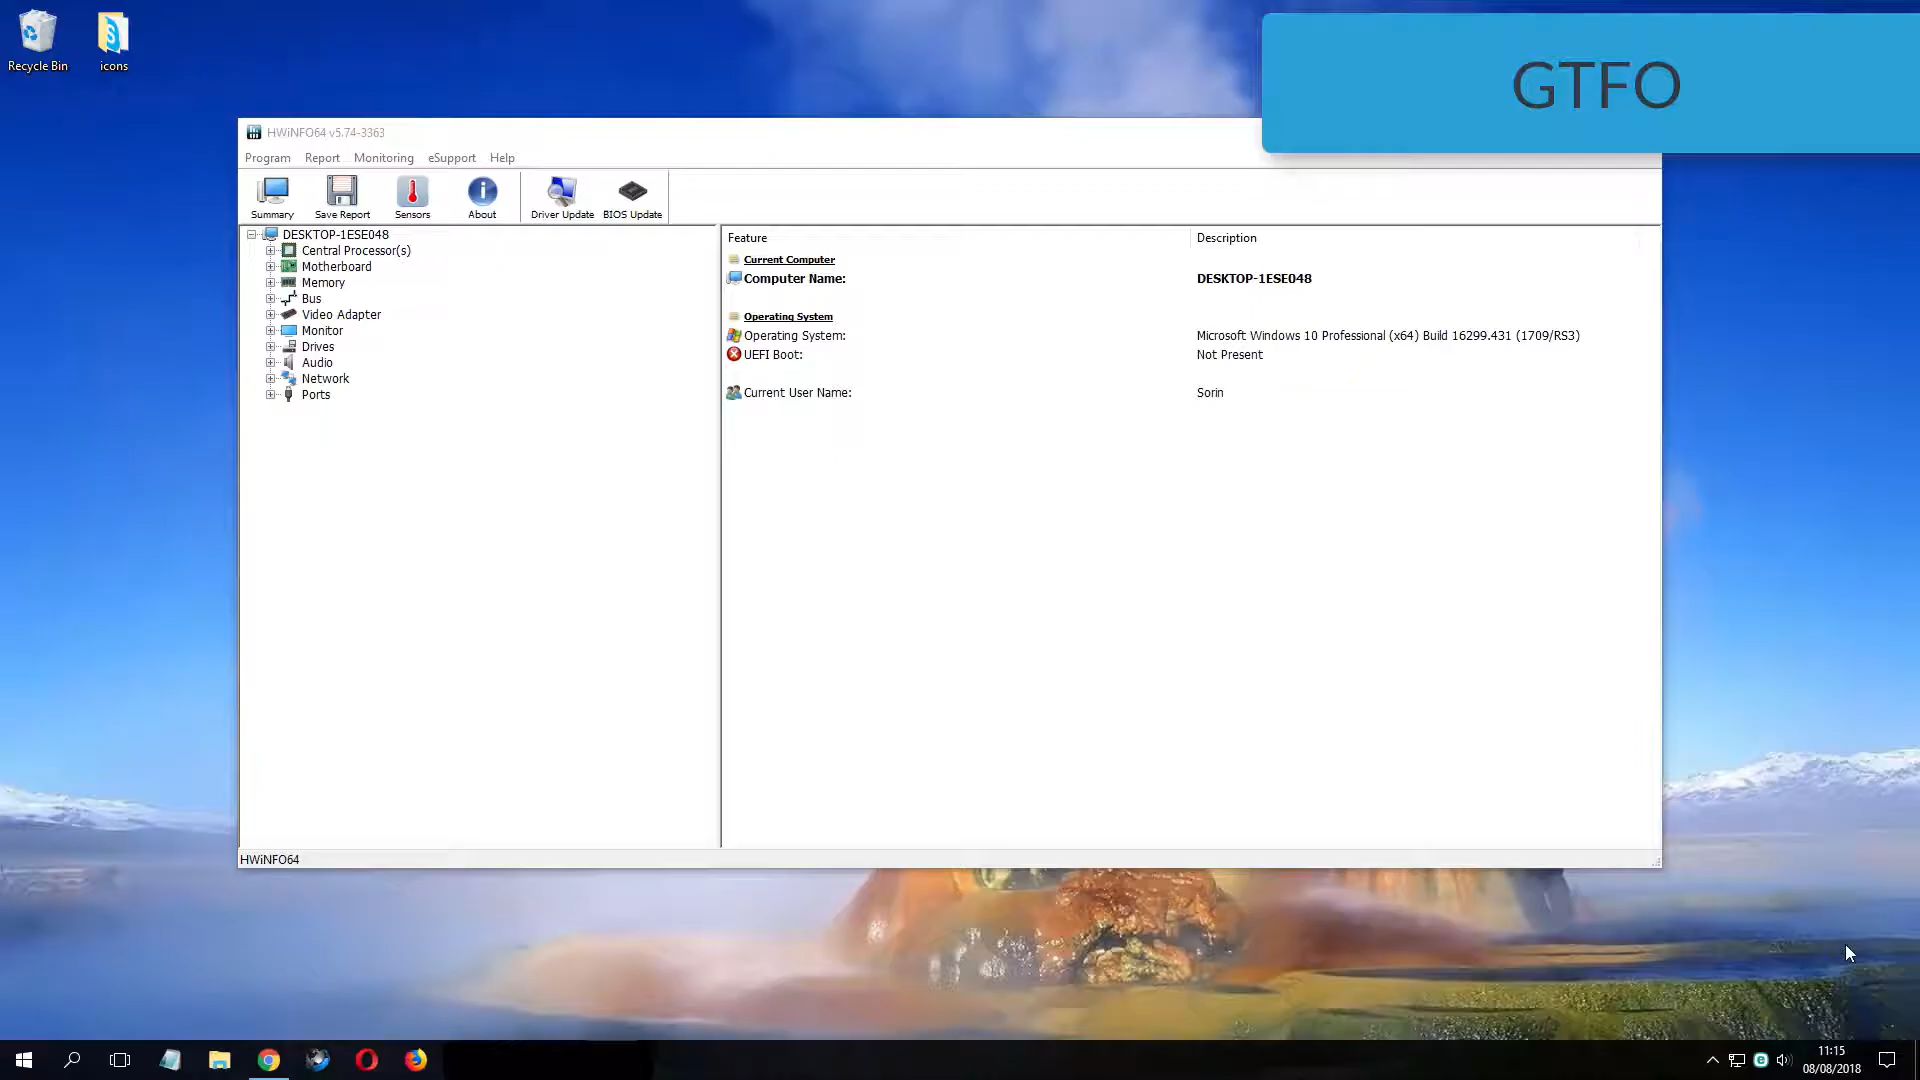 Recycle Bin
icons
GTFO
HWiNFO64 v5.74-3363
Program Report Monitoring eSupport Help
Summary Save Report Sensors About Driver Update BIOS Update
DESKTOP-1ESE048
Central Processor(s)
Motherboard
Memory
Bus
Video Adapter
Monitor
Drives
Audio
Network
Ports
Feature Description
Current Computer
Computer Name: DESKTOP-1ESE048
Operating System
Operating System: Microsoft Windows 10 Professional (x64) Build 16299.431 (1709/RS3)
UEFI Boot: Not Present
Current User Name: Sorin
HWiNFO64
11:15
08/08/2018